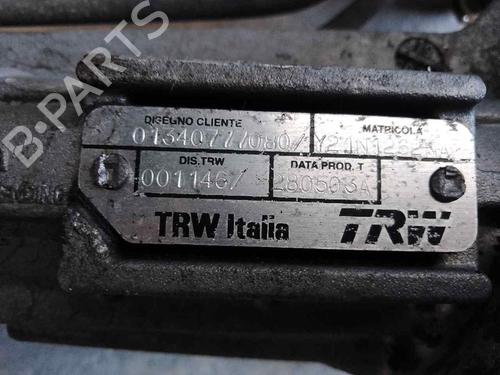 B-PARTS
DISEGNO CLIENTE
MATRICOLA
01340777080/
DIS.TRW
DATA PROD. T
001146/
280503A
TRW Italia
TRW